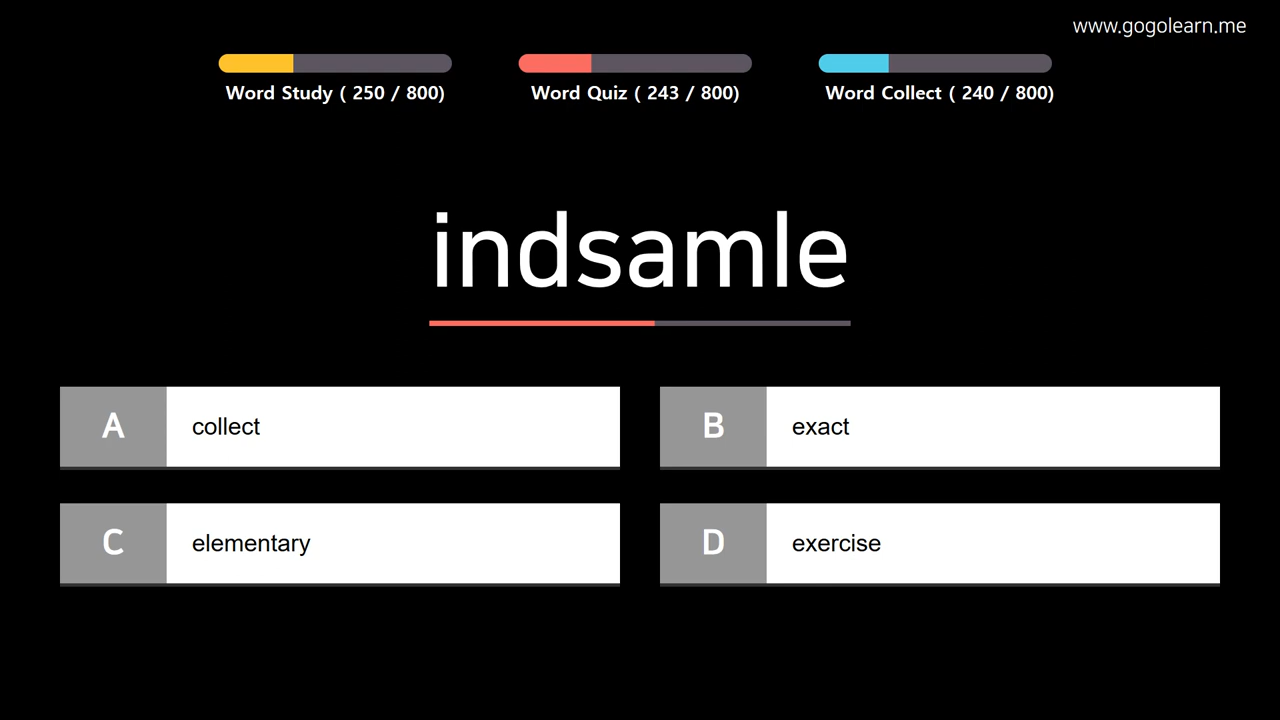 www.gogolearn.me
Word Study ( 250 / 800)
Word Quiz ( 243 / 800)
Word Collect ( 240 / 800)
indsamle
A collect
B exact
C elementary
D exercise